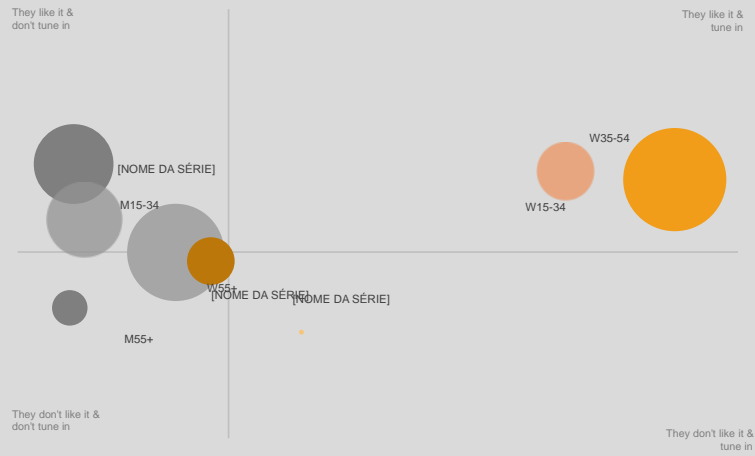 They like it &
don't tune in
They like it &
tune in
W35-54
[NOME DA SÉRIE]
M15-34
W15-34
W55+
[NOME DA SÉRIE]
[NOME DA SÉRIE]
M55+
They don't like it &
don't tune in
They don't like it &
tune in